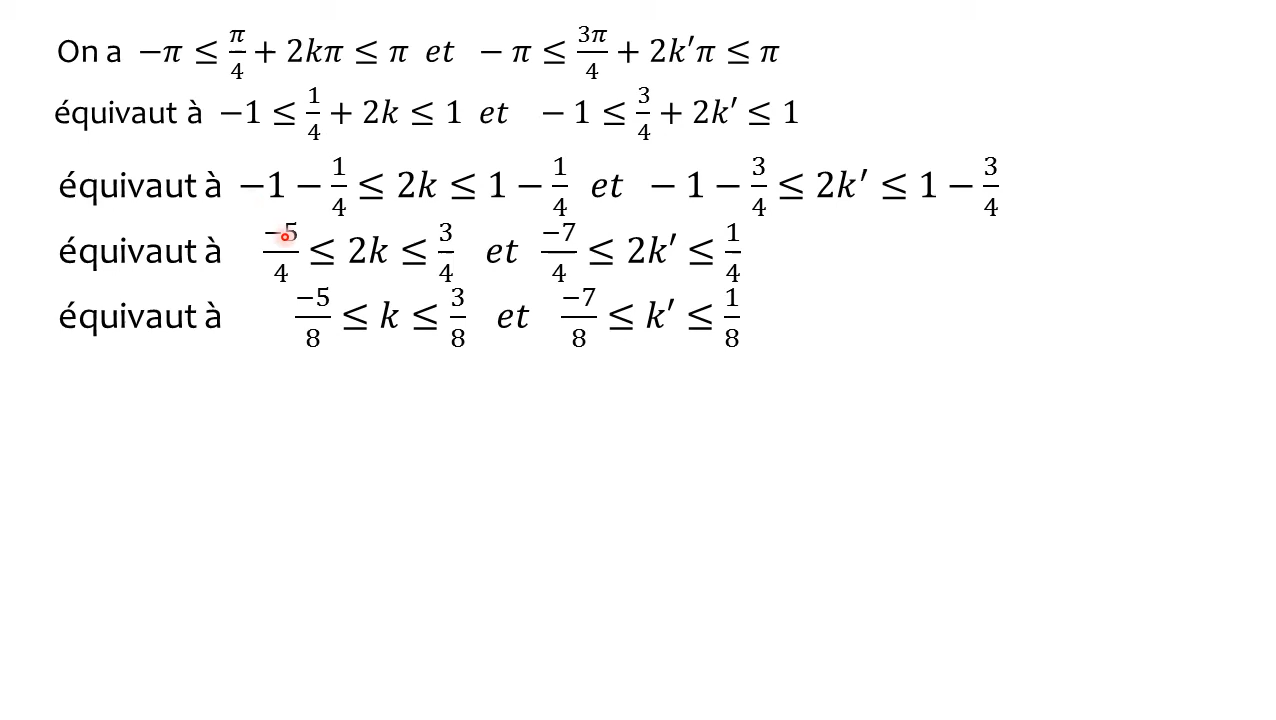 On a −π ≤ π/4 + 2kπ ≤ π et − π ≤ 3π/4 + 2k′π ≤ π
équivaut à −1 ≤ 1/4 + 2k ≤ 1 et − 1 ≤ 3/4 + 2k′ ≤ 1
équivaut à −1 − 1/4 ≤ 2k ≤ 1 − 1/4 et − 1 − 3/4 ≤ 2k′ ≤ 1 − 3/4
équivaut à −5/4 ≤ 2k ≤ 3/4 et −7/4 ≤ 2k′ ≤ 1/4
équivaut à −5/8 ≤ k ≤ 3/8 et −7/8 ≤ k′ ≤ 1/8